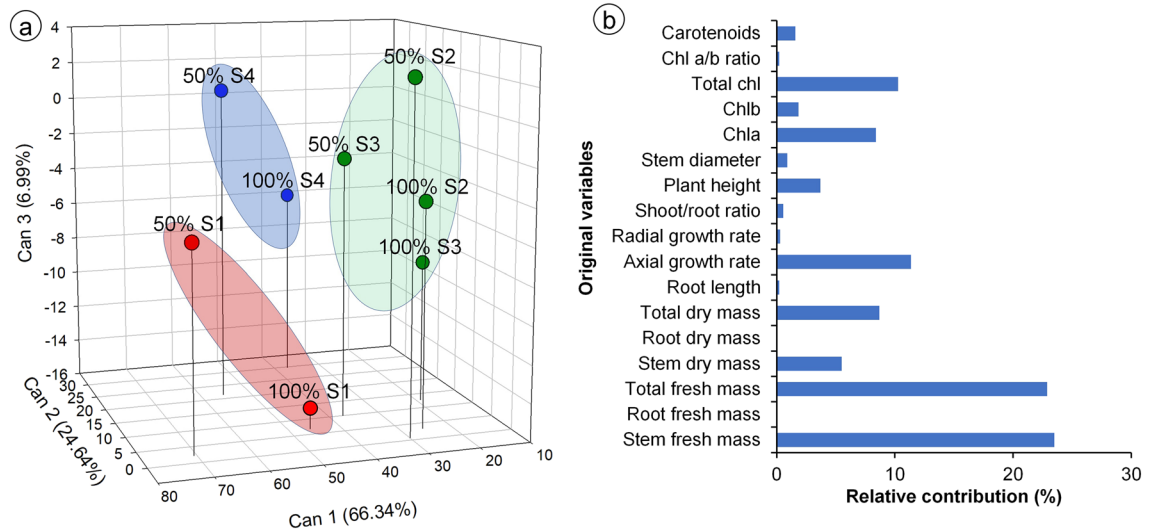 a
4
2
0
-2
-4
-6
-8
-10
-12
-14
-16
Can 3 (6.99%)
30
25
20
15
10
5
0
Can 2 (24.64%)
80
70
60
50
40
30
20
10
Can 1 (66.34%)
50% S4
50% S2
50% S3
100% S4
100% S2
50% S1
100% S3
100% S1
b
Original variables
Carotenoids
Chl a/b ratio
Total chl
Chlb
Chla
Stem diameter
Plant height
Shoot/root ratio
Radial growth rate
Axial growth rate
Root length
Total dry mass
Root dry mass
Stem dry mass
Total fresh mass
Root fresh mass
Stem fresh mass
0
10
20
30
Relative contribution (%)